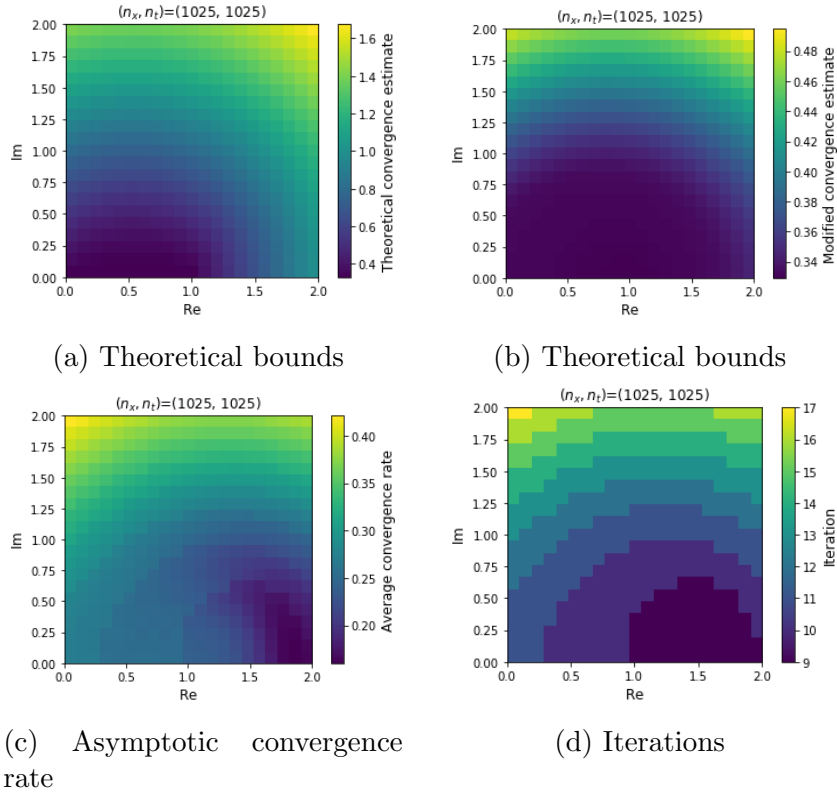 (n_x, n_t)=(1025, 1025)
2.00
1.75
1.50
1.25
1.00
0.75
0.50
0.25
0.00
Im
0.0 0.5 1.0 1.5 2.0
Re
1.6
1.4
1.2
1.0
0.8
0.6
0.4
Theoretical convergence estimate
(a) Theoretical bounds
(n_x, n_t)=(1025, 1025)
2.00
1.75
1.50
1.25
1.00
0.75
0.50
0.25
0.00
Im
0.0 0.5 1.0 1.5 2.0
Re
0.48
0.46
0.44
0.42
0.40
0.38
0.36
0.34
Modified convergence estimate
(b) Theoretical bounds
(n_x, n_t)=(1025, 1025)
2.00
1.75
1.50
1.25
1.00
0.75
0.50
0.25
0.00
Im
0.0 0.5 1.0 1.5 2.0
Re
0.40
0.35
0.30
0.25
0.20
Average convergence rate
(c) Asymptotic convergence
rate
(n_x, n_t)=(1025, 1025)
2.00
1.75
1.50
1.25
1.00
0.75
0.50
0.25
0.00
Im
0.0 0.5 1.0 1.5 2.0
Re
17
16
15
14
13
12
11
10
9
Iteration
(d) Iterations